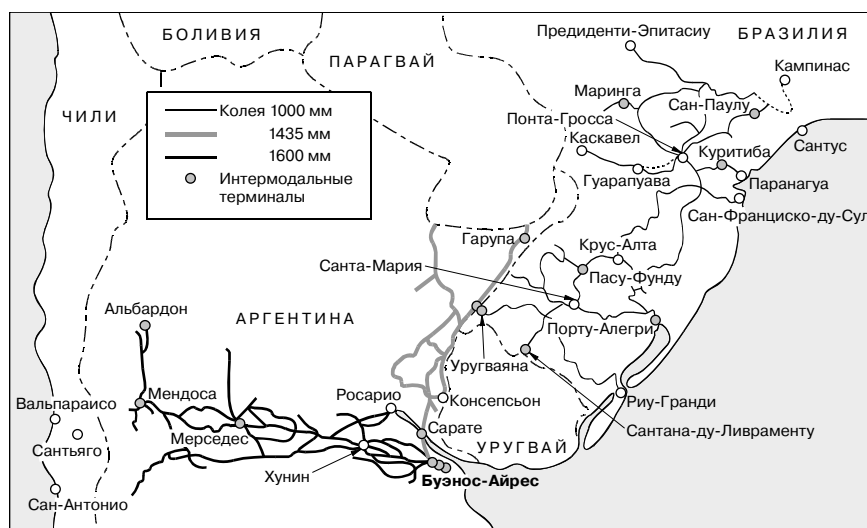 БОЛИВИЯ
Предиденти-Эпитасиу
БРАЗИЛИЯ
ПАРАГВАЙ
Кампинас
Маринга
Сан-Паулу
ЧИЛИ
Колея 1000 мм
1435 мм
1600 мм
Интермодальные
терминалы
Понта-Гросса
Каскавел
Куритиба
Сантус
Гуарапуава
Паранагуа
Сан-Франциско-ду-Сул
Гарупа
Крус-Алта
Санта-Мария
Пасу-Фунду
Альбардон
АРГЕНТИНА
Порту-Алегри
Уругваяна
Вальпараисо
Мендоса
Росарио
Консепсьон
Риу-Гранди
Сантьяго
Мерседес
Сарате
УРУГВАЙ
Сантана-ду-Ливраменту
Хунин
Буэнос-Айрес
Сан-Антонио